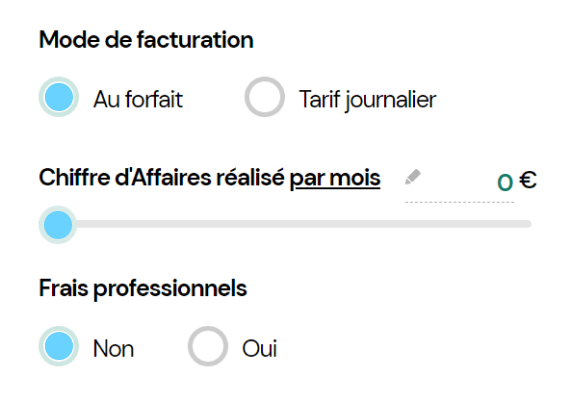 Mode de facturation
Au forfait Tarif journalier
Chiffre d'Affaires réalisé par mois 0 €
Frais professionnels
Non Oui